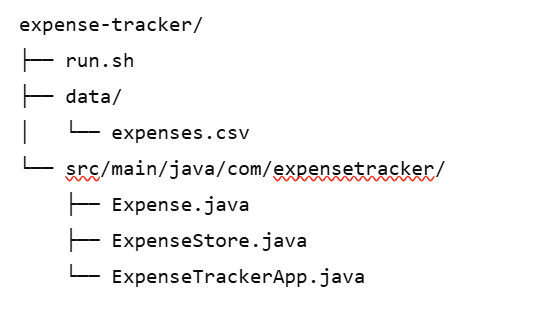 expense-tracker/
├── run.sh
├── data/
│   └── expenses.csv
└── src/main/java/com/expensetracker/
    ├── Expense.java
    ├── ExpenseStore.java
    └── ExpenseTrackerApp.java